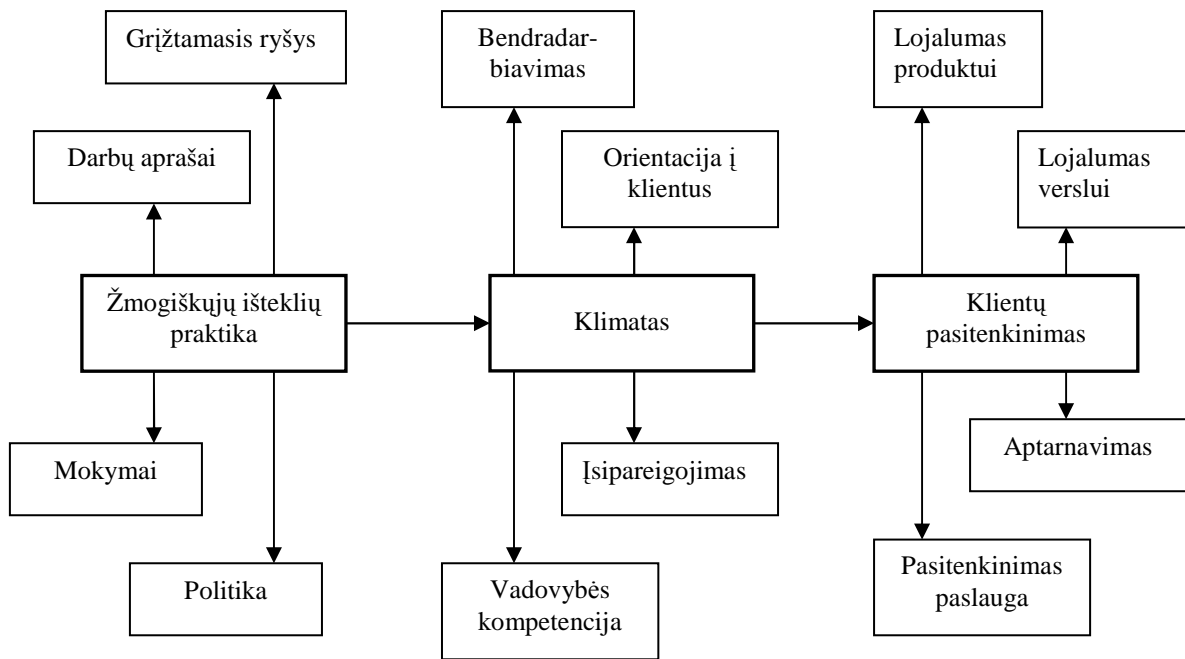 Grįžtamasis ryšys
Bendradar-
biavimas
Lojalumas
produktui
Darbų aprašai
Orientacija į
klientus
Lojalumas
verslui
Žmogiškųjų išteklių
praktika
Klimatas
Klientų
pasitenkinimas
Mokymai
Įsipareigojimas
Aptarnavimas
Politika
Vadovybės
kompetencija
Pasitenkinimas
paslauga